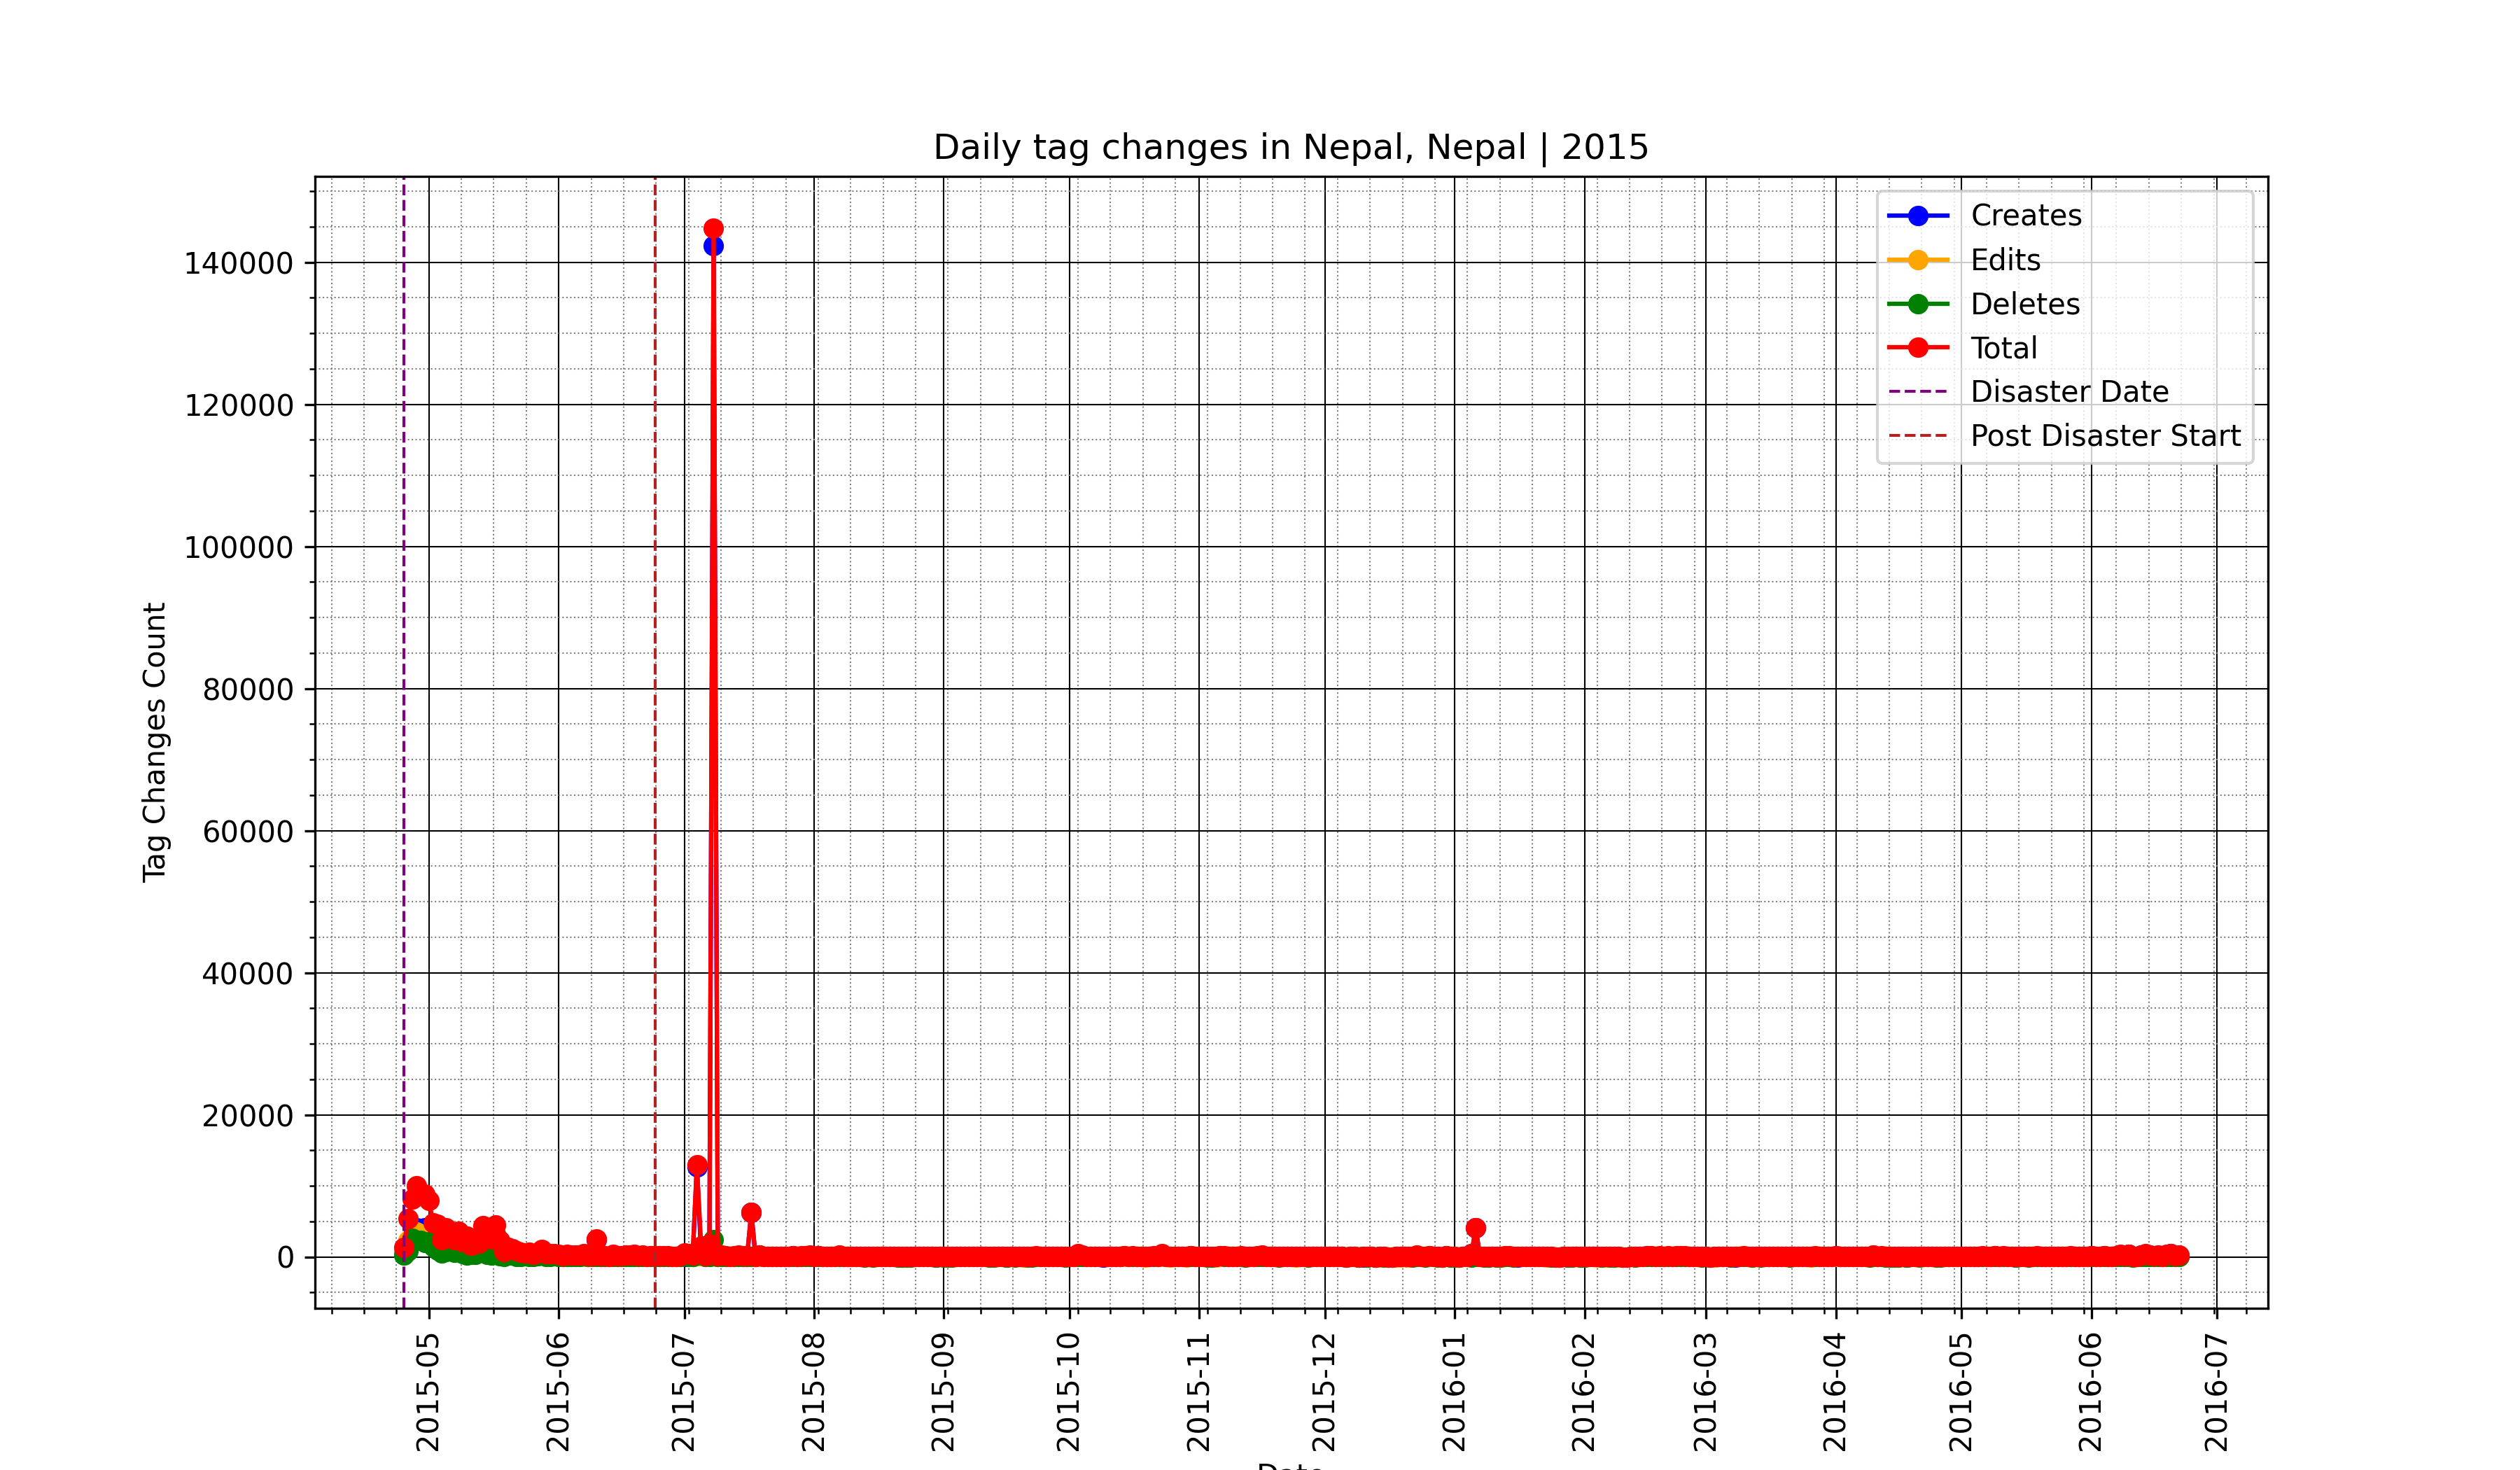 Daily tag changes in Nepal, Nepal | 2015
Creates
Edits
Deletes
Total
Disaster Date
Post Disaster Start
Tag Changes Count
140000
120000
100000
80000
60000
40000
20000
0
2015-05
2015-06
2015-07
2015-08
2015-09
2015-10
2015-11
2015-12
2016-01
2016-02
2016-03
2016-04
2016-05
2016-06
2016-07